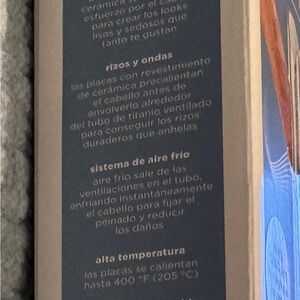 cerámica s
esfuerzo por el cab
para crear los looks
lisos y sedosos que
tanto te gustan
rizos y ondas
las placas con revestimiento
de cerámica precalientan
el cabello antes de
envolverlo alrededor
del tubo de titanio ventilado
para conseguir los rizos
duraderos que anhelas
sistema de aire frío
aire frío sale de las
ventilaciones en el tubo,
enfriando instantáneamente
el cabello para fijar el
peinado y reducir
los daños
alta temperatura
las placas se calientan
hasta 400 °F (205 °C)